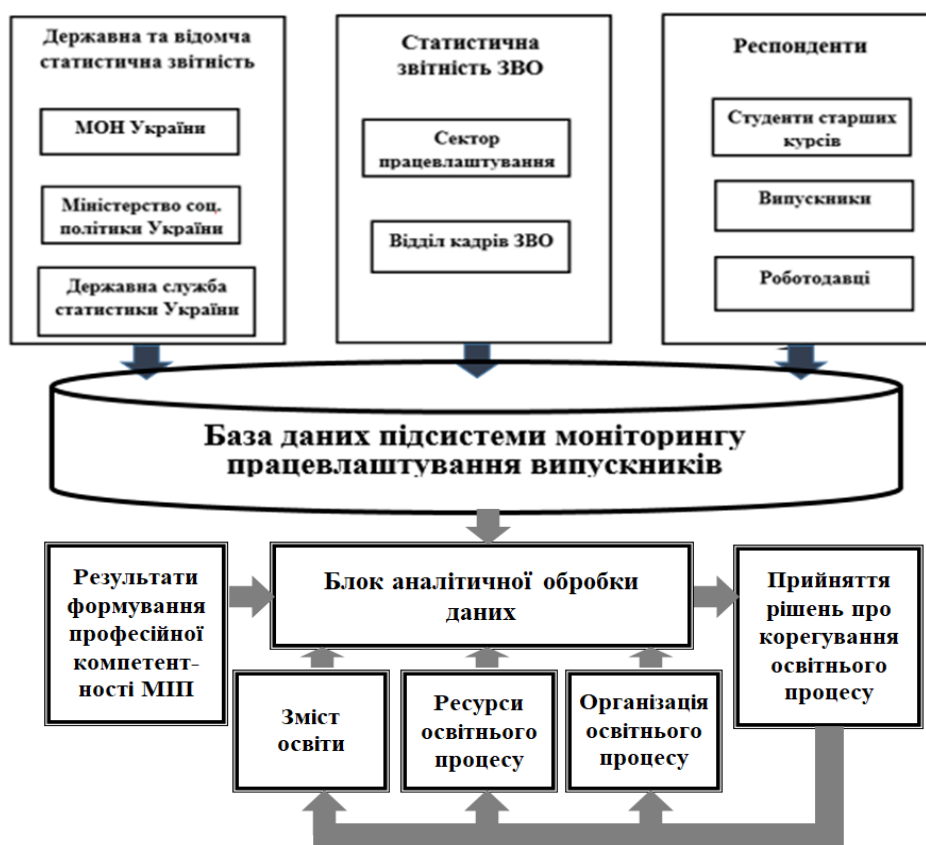 Державна та відомча
статистична звітність
МОН України
Міністерство соц.
політики України
Державна служба
статистики України
Статистична
звітність ЗВО
Сектор
працевлаштування
Відділ кадрів ЗВО
Респонденти
Студенти старших
курсів
Випускники
Роботодавці
База даних підсистеми моніторингу
працевлаштування випускників
Результати
формування
професійної
компетент-
ності МІП
Блок аналітичної обробки
даних
Прийняття
рішень про
корегування
освітнього
процесу
Зміст
освіти
Ресурси
освітнього
процесу
Організація
освітнього
процесу